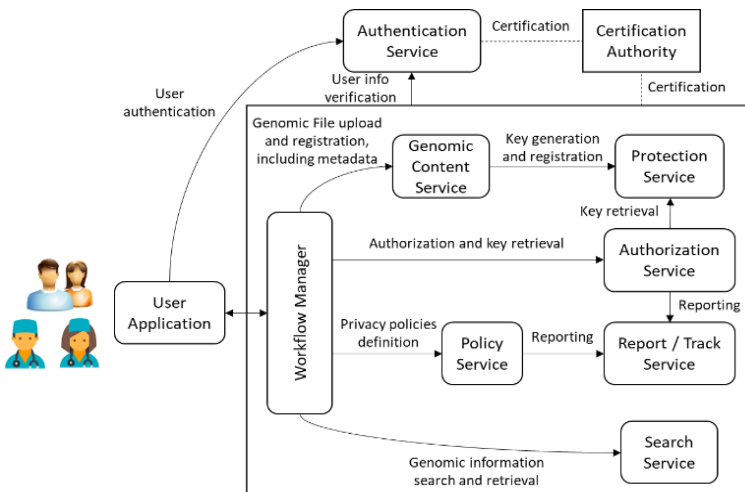 Authentication
Service
Certification
Certification
Authority
User
authentication
User info
verification
Certification
Genomic File upload
and registration,
including metadata
Genomic
Content
Service
Key generation
and registration
Protection
Service
Key retrieval
Workflow Manager
Authorization and key retrieval
Authorization
Service
User
Application
Reporting
Privacy policies
definition
Policy
Service
Reporting
Report / Track
Service
Genomic information
search and retrieval
Search
Service